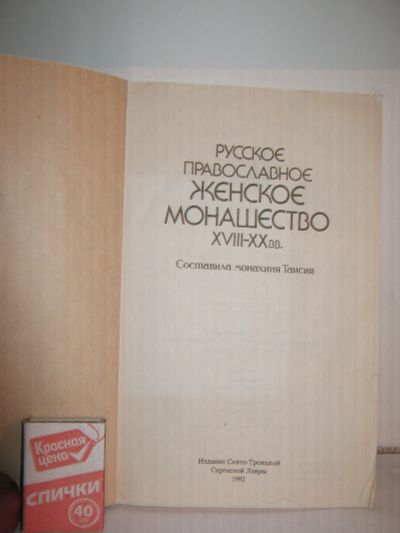 РУССКОЕ
ПРАВОСЛАВНОЕ
ЖЕНСКОЕ
МОНАШЕСТВО
XVIII-XX вв.
Составила монахиня Таисия
Издание Свято-Троицкой
Сергиевой Лавры
1992
Красная
цена
СПИЧКИ
40